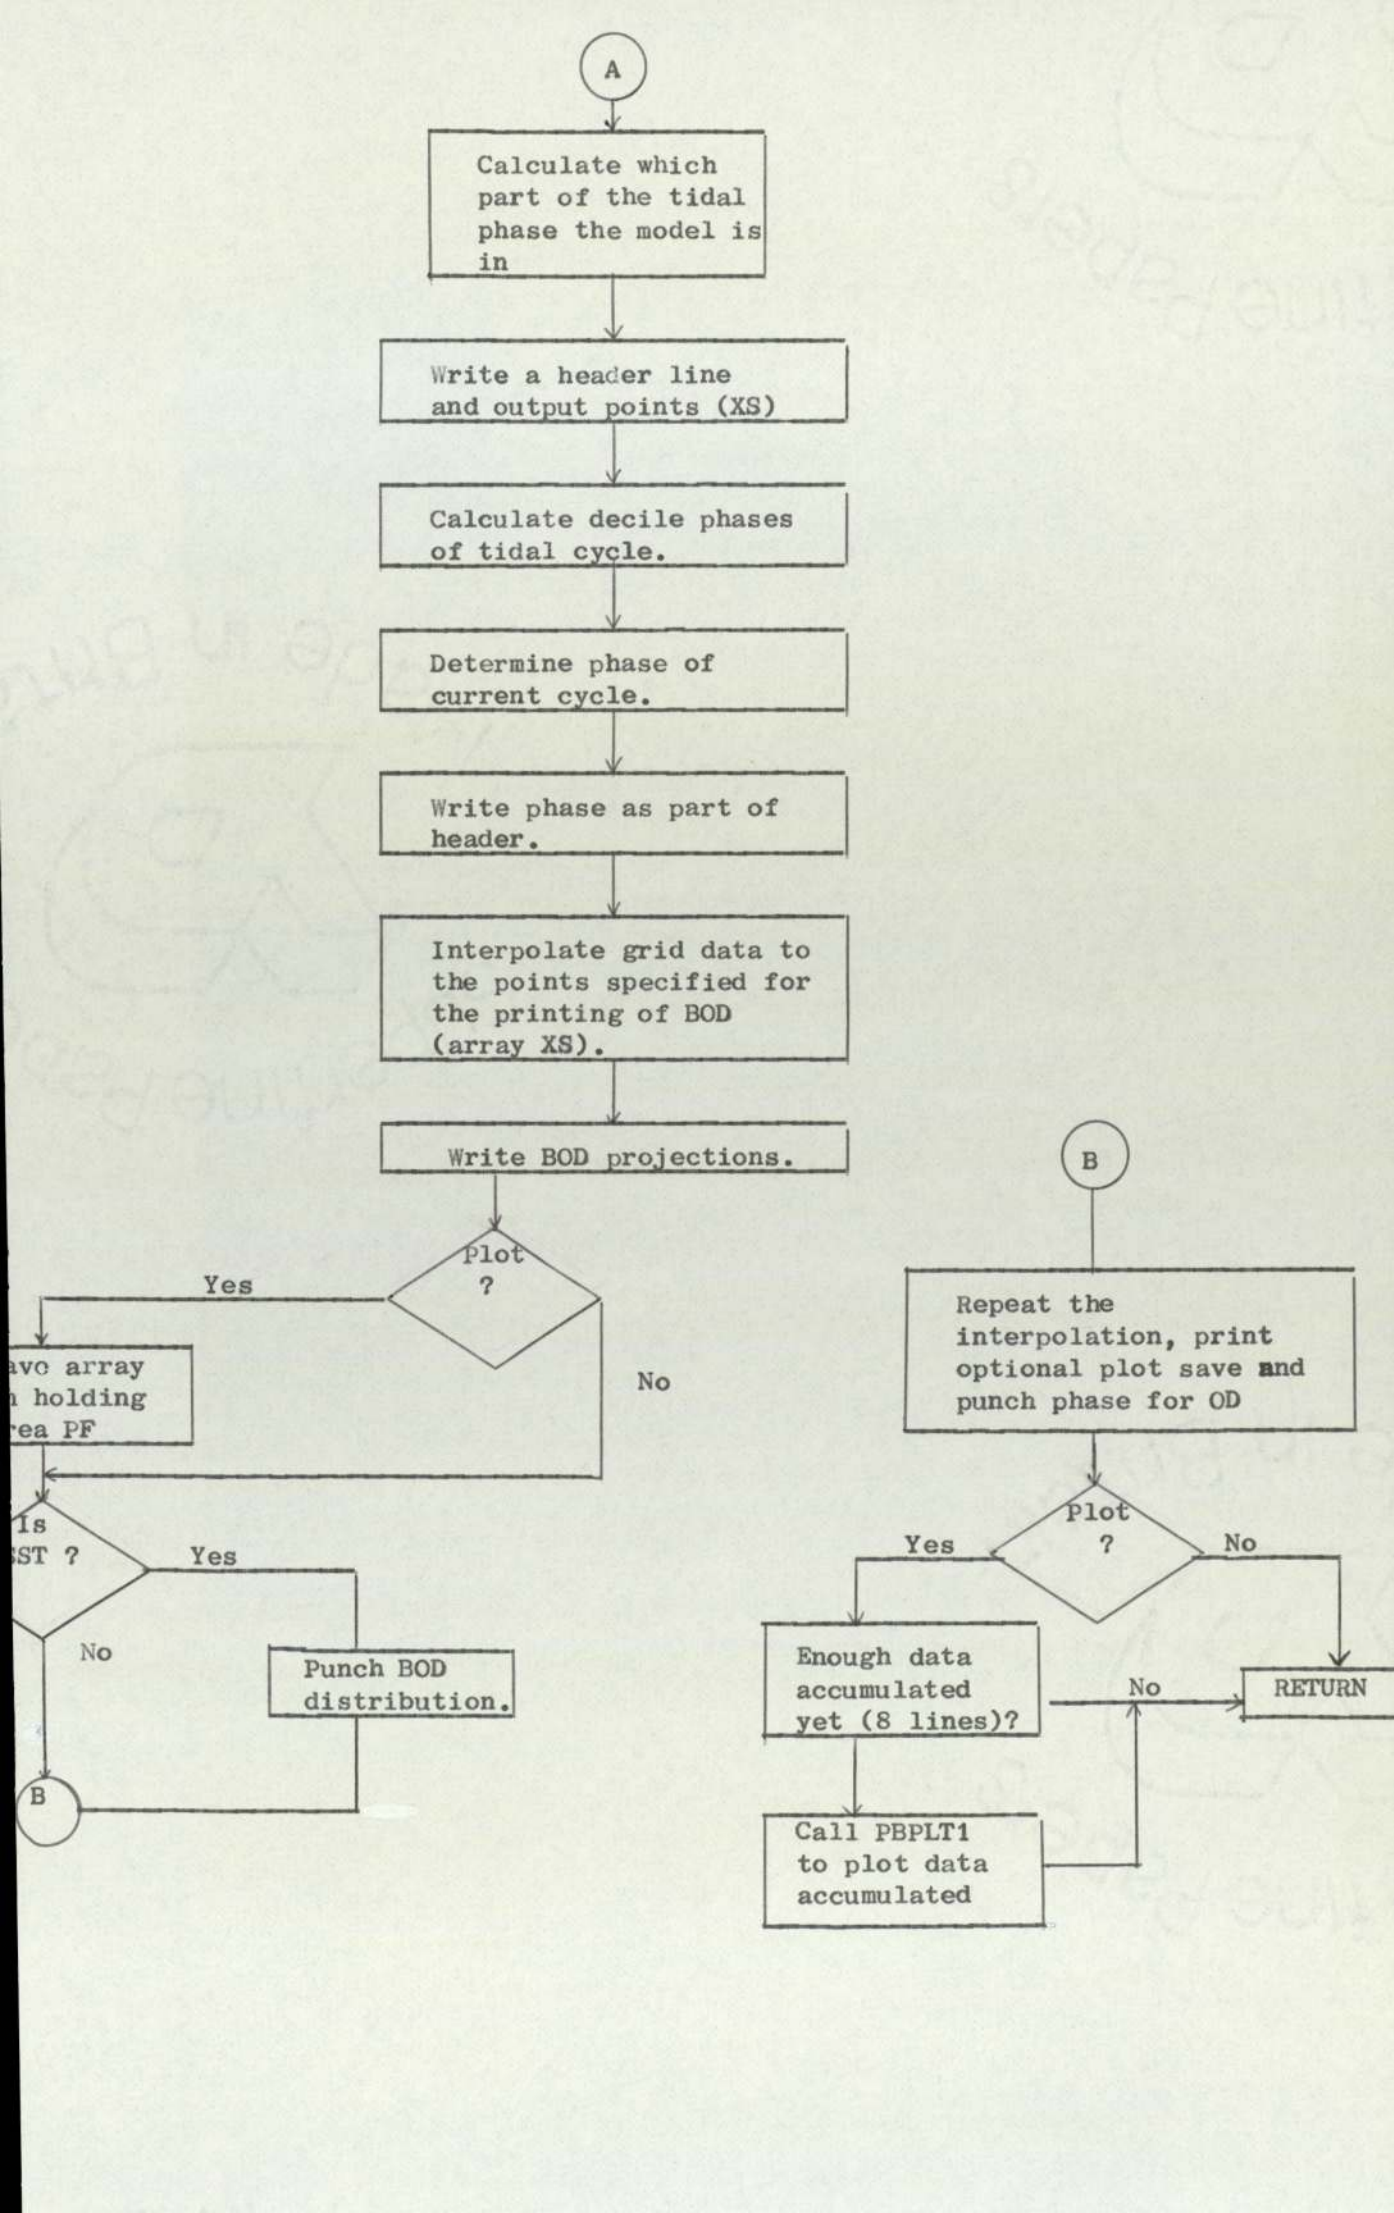 A
Calculate which
part of the tidal
phase the model is
in
Write a header line
and output points (XS)
Calculate decile phases
of tidal cycle.
Determine phase of
current cycle.
Write phase as part of
header.
Interpolate grid data to
the points specified for
the printing of BOD
(array XS).
Write BOD projections.
Plot
?
Yes
No
array
holding
PF
Is
?
Yes
No
Punch BOD
distribution.
B
B
Repeat the
interpolation, print
optional plot save and
punch phase for OD
Plot
?
Yes
No
Enough data
accumulated
yet (8 lines)?
No
RETURN
Call PBPLT1
to plot data
accumulated